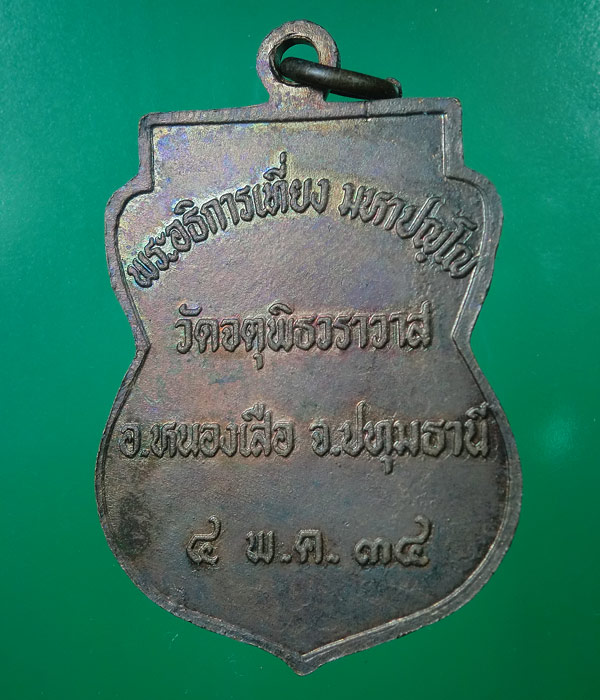 พระอธิการเที่ยง มหาปญฺโญ
วัดจตุพิธวราวาส
อ.หนองเสือ จ.ปทุมธานี
๔ พ.ค. ๓๔